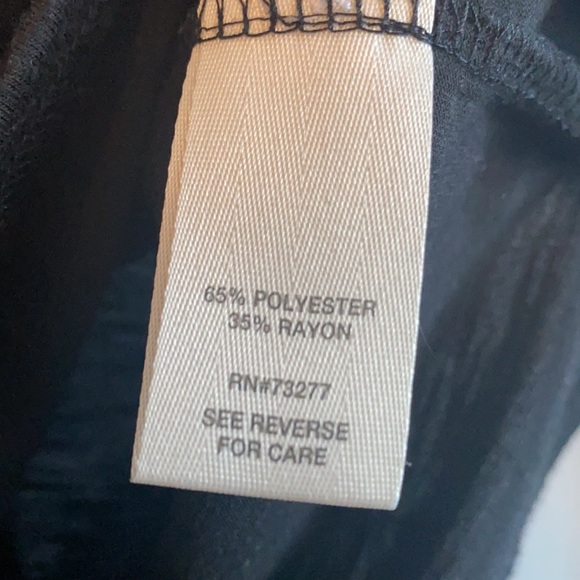 65% POLYESTER
35% RAYON
RN#73277
SEE REVERSE
FOR CARE